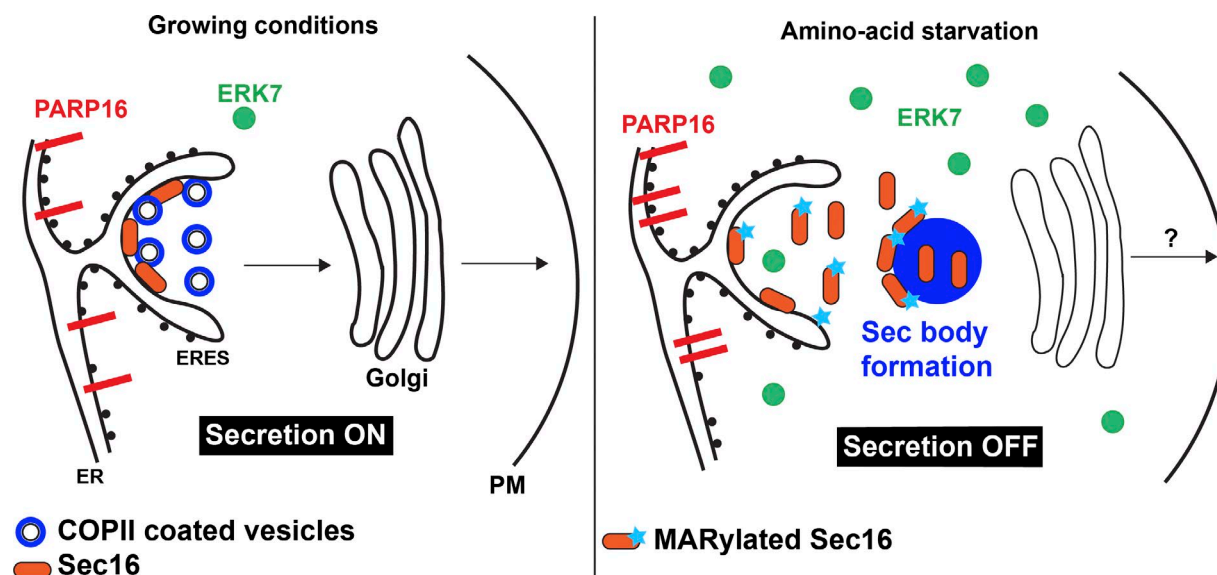 Growing conditions
ERK7
PARP16
ERES
Golgi
Secretion ON
ER
PM
COPII coated vesicles
Sec16
Amino-acid starvation
ERK7
PARP16
?
Sec body
formation
Secretion OFF
MARylated Sec16